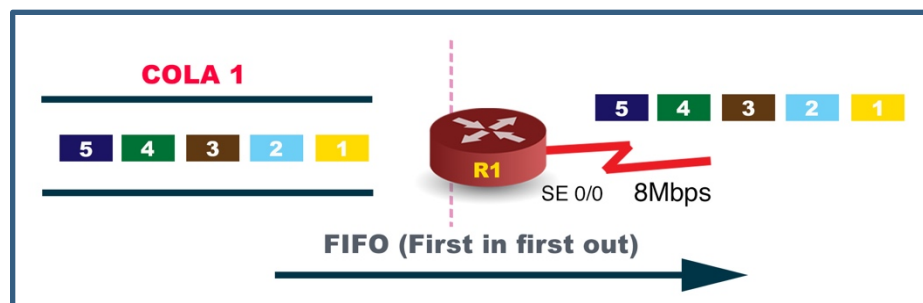 COLA 1
5 4 3 2 1
5 4 3 2 1
R1
SE 0/0 8Mbps
FIFO (First in first out)